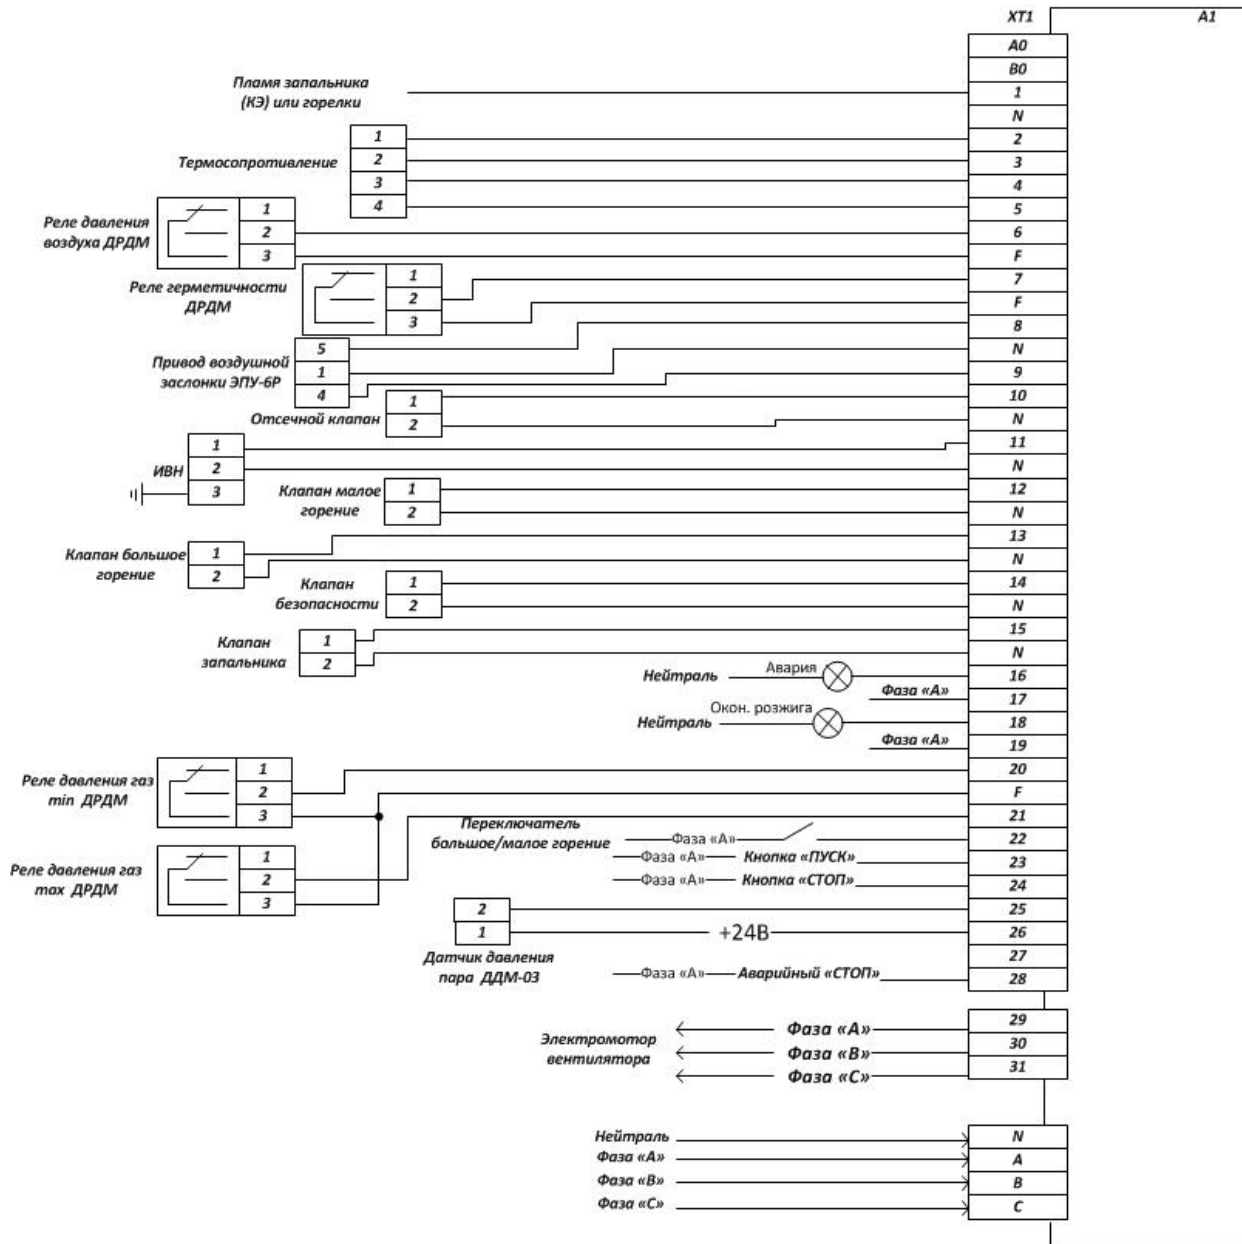 XT1
A1
A0
B0
Пламя запальника
(КЭ) или горелки
1
N
1
2
Термосопротивление
2
3
3
4
4
5
Реле давления
воздуха ДРДМ
1
2
6
3
F
Реле герметичности
ДРДМ
1
7
2
F
3
8
Привод воздушной
заслонки ЭПУ-6Р
5
N
1
9
4
Отсечной клапан
1
10
2
N
ИВН
1
11
2
N
3
Клапан малое
горение
1
12
2
N
Клапан большое
горение
1
13
2
N
Клапан
безопасности
1
14
2
N
Клапан
запальника
1
15
2
N
Нейтраль
Авария
16
Фаза «А»
17
Нейтраль
Окон. розжига
18
Фаза «А»
19
Реле давления газ
min ДРДМ
1
20
2
F
3
21
Переключатель
большое/малое горение
Фаза «А»
22
Реле давления газ
max ДРДМ
1
2
3
Фаза «А»
Кнопка «ПУСК»
23
Фаза «А»
Кнопка «СТОП»
24
2
25
1
+24В
26
Датчик давления
пара ДДМ-03
27
Фаза «А»
Аварийный «СТОП»
28
Электромотор
вентилятора
Фаза «А»
29
Фаза «В»
30
Фаза «С»
31
Нейтраль
N
Фаза «А»
A
Фаза «В»
B
Фаза «С»
C